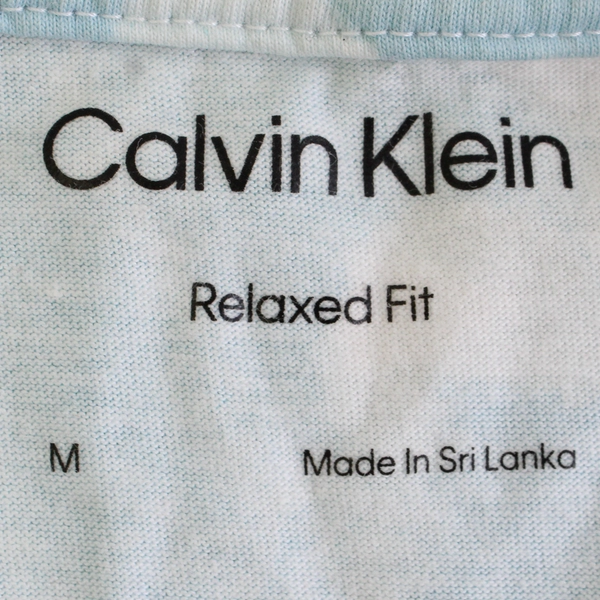 Calvin Klein
Relaxed Fit
M Made In Sri Lanka